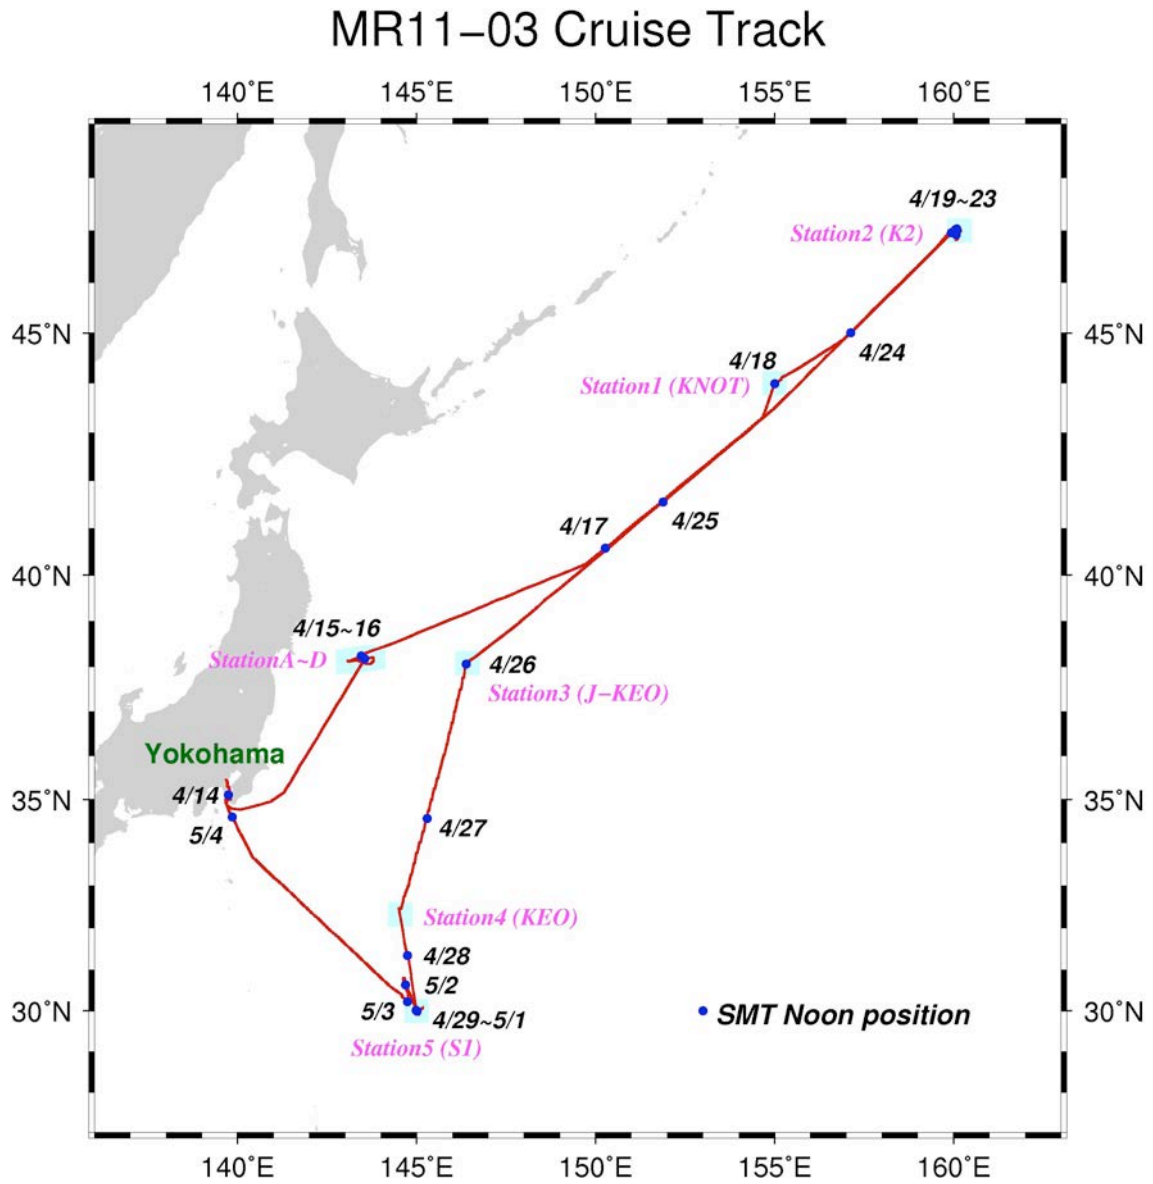 MR11−03 Cruise Track
140˚E 145˚E 150˚E 155˚E 160˚E
4/19~23
Station2 (K2)
45˚N 45˚N
4/24
4/18
Station1 (KNOT)
4/25
4/17
40˚N 40˚N
4/15~16
StationA~D
4/26
Station3 (J−KEO)
Yokohama
4/14
35˚N 35˚N
4/27
5/4
Station4 (KEO)
4/28
5/2
5/3
4/29~5/1
30˚N 30˚N
SMT Noon position
Station5 (S1)
140˚E 145˚E 150˚E 155˚E 160˚E